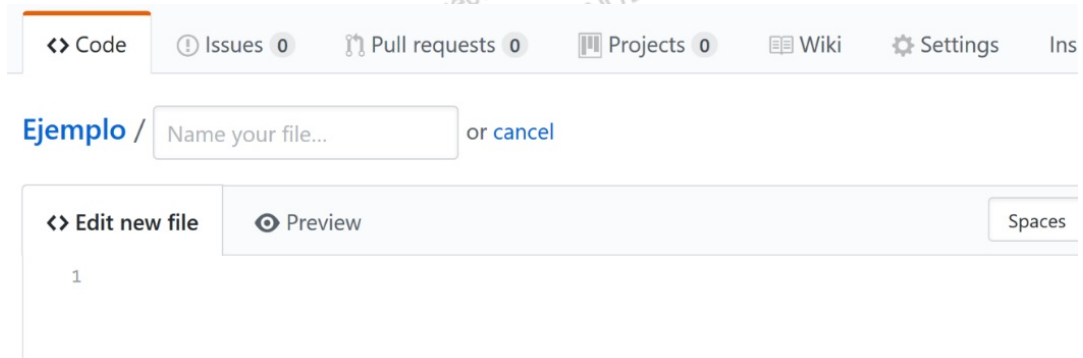 Code Issues 0 Pull requests 0 Projects 0 Wiki Settings Ins
Ejemplo / Name your file... or cancel
Edit new file Preview Spaces
1